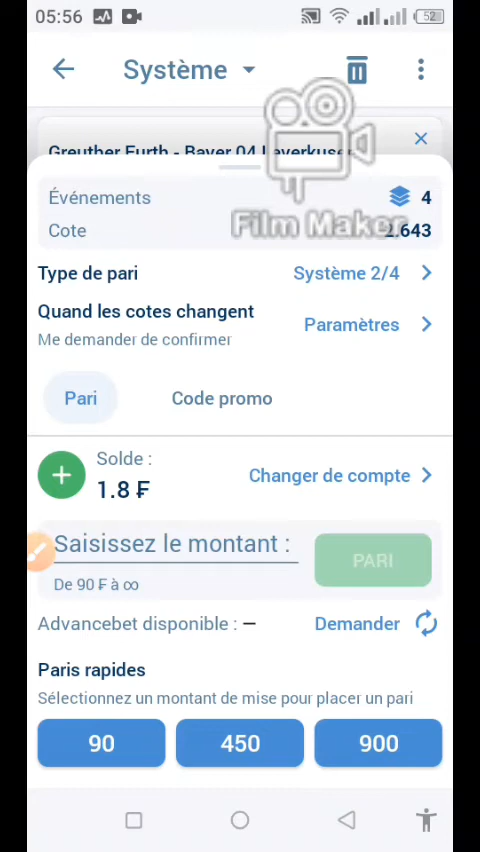 05:56
52
Système
Greuther Furth - Bayer 04 Leverkusen
Film Maker
Événements 4
Cote 2.643
Type de pari Système 2/4
Quand les cotes changent
Me demander de confirmer
Paramètres
Pari Code promo
Solde :
1.8 ₣
Changer de compte
Saisissez le montant :
PARI
De 90 ₣ à ∞
Advancebet disponible : — Demander
Paris rapides
Sélectionnez un montant de mise pour placer un pari
90 450 900